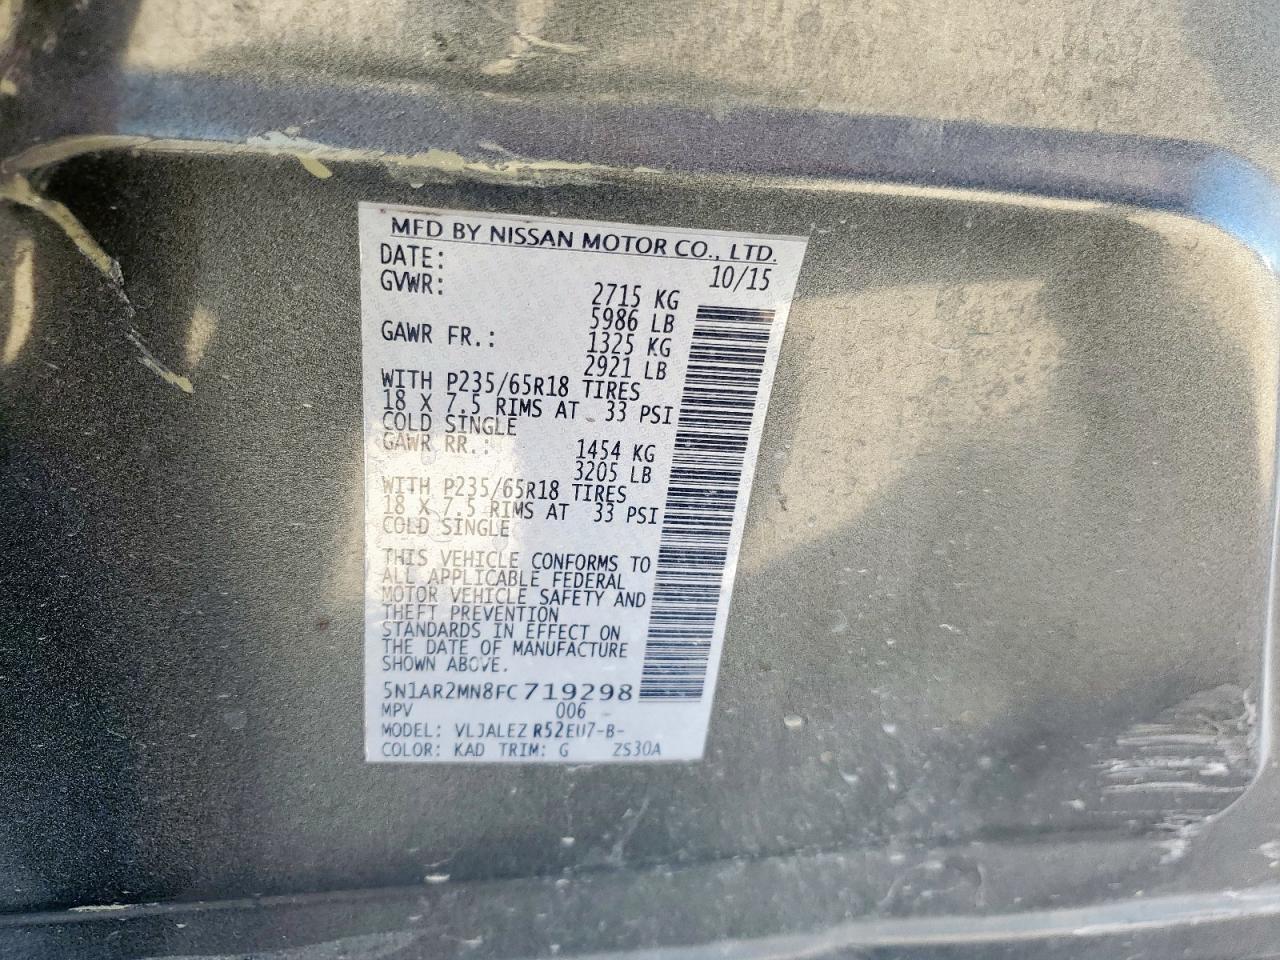 MFD BY NISSAN MOTOR CO., LTD.
DATE: 10/15
GVWR: 2715 KG
5986 LB
GAWR FR.: 1325 KG
2921 LB
WITH P235/65R18 TIRES
18 X 7.5 RIMS AT 33 PSI
COLD SINGLE
GAWR RR.: 1454 KG
3205 LB
WITH P235/65R18 TIRES
18 X 7.5 RIMS AT 33 PSI
COLD SINGLE
THIS VEHICLE CONFORMS TO
ALL APPLICABLE FEDERAL
MOTOR VEHICLE SAFETY AND
THEFT PREVENTION
STANDARDS IN EFFECT ON
THE DATE OF MANUFACTURE
SHOWN ABOVE.
5N1AR2MN8FC719298
MPV 006 -
MODEL: VLJALEZ R52EU7-B-
COLOR: KAD TRIM: G ZS30A